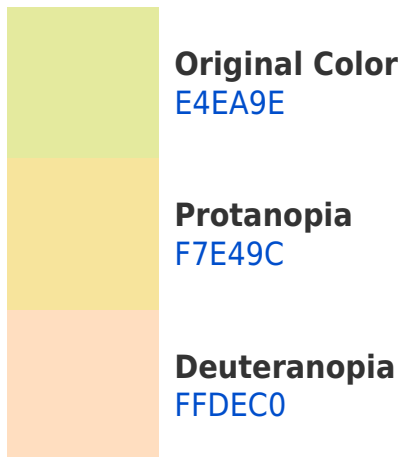 Original Color
E4EA9E
Protanopia
F7E49C
Deuteranopia
FFDEC0